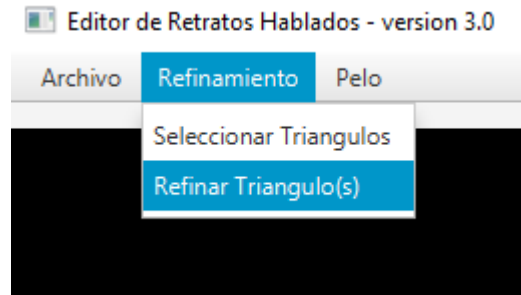 Editor de Retratos Hablados - version 3.0
Archivo Refinamiento Pelo
Seleccionar Triangulos
Refinar Triangulo(s)